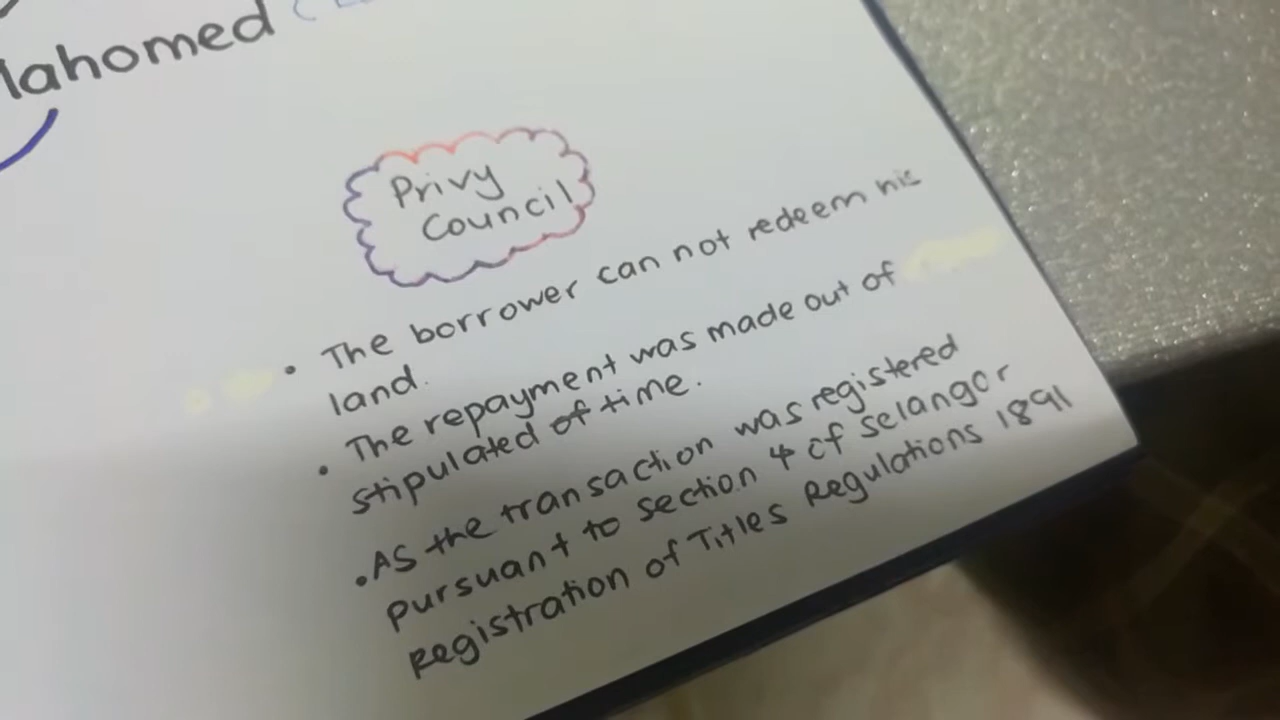 lahomed
Privy
Council
• The borrower can not redeem his
land.
• The repayment was made out of
stipulated of time.
• As the transaction was registered
pursuant to section 4 of Selangor
Registration of Titles Regulations 1891